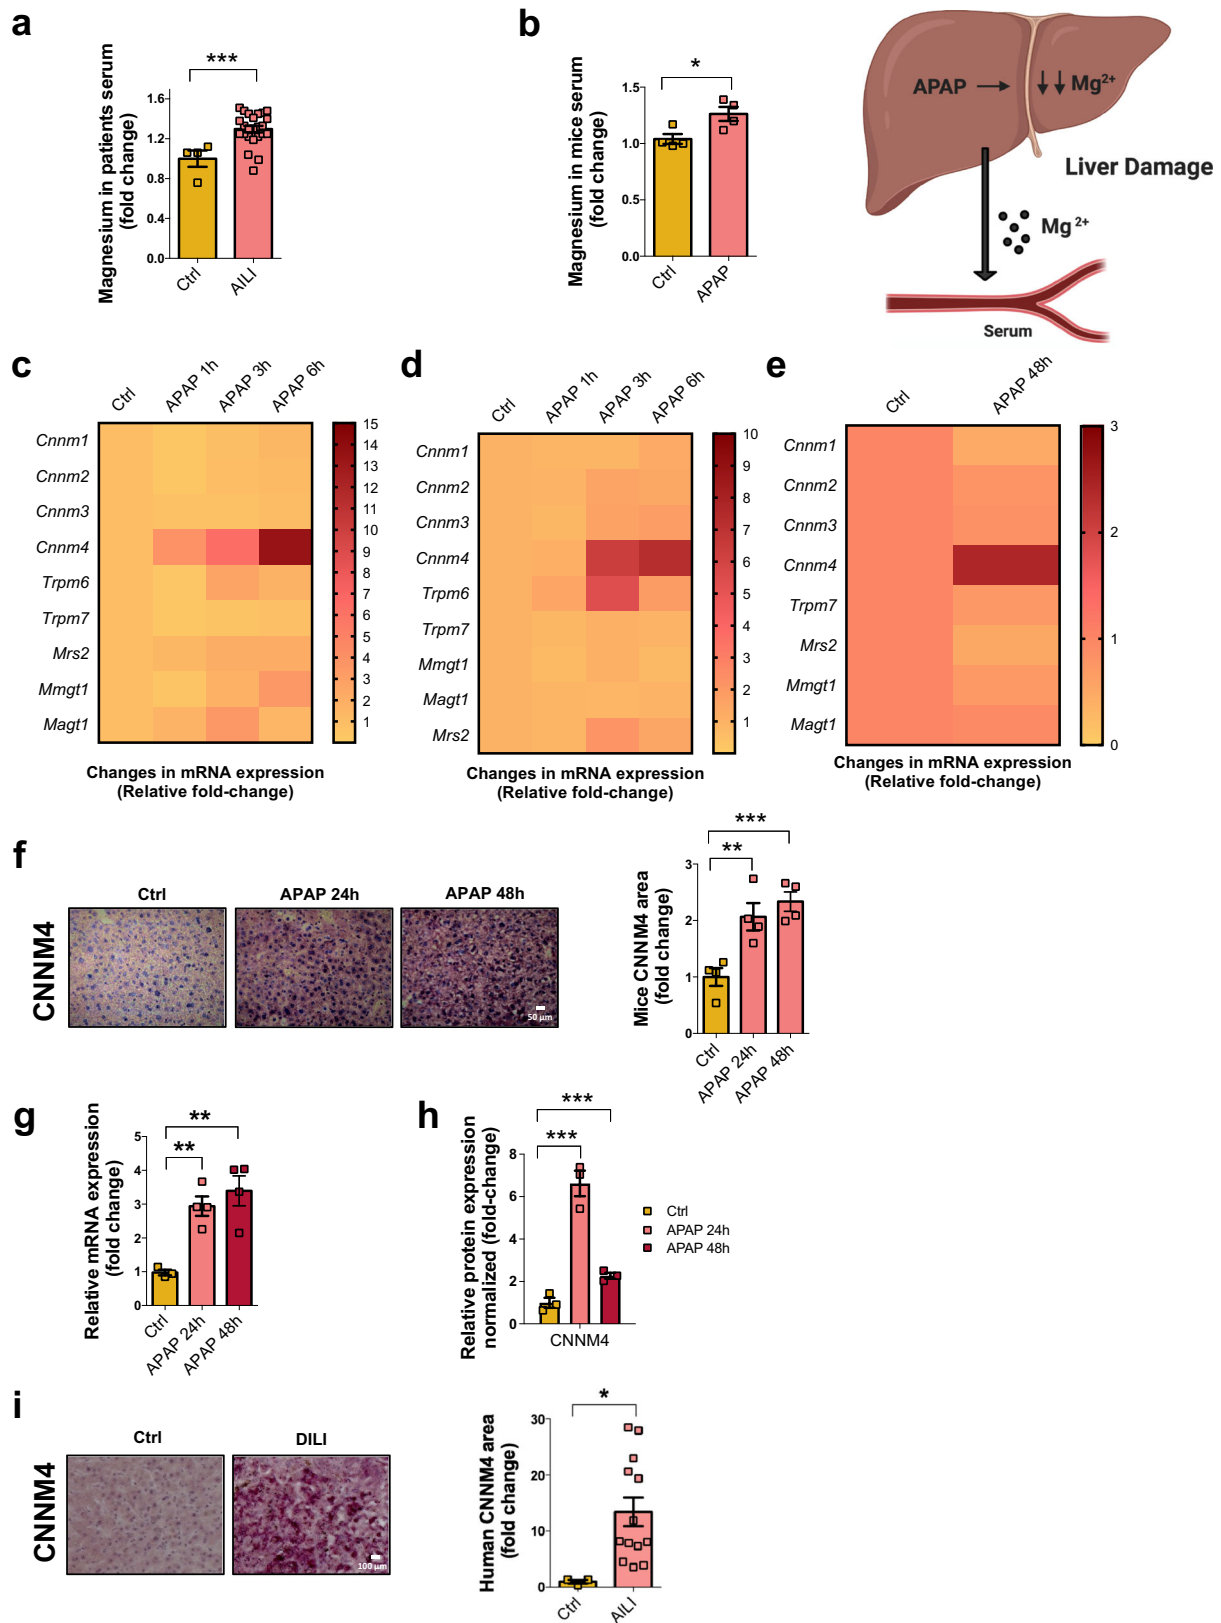 a
***
Magnesium in patients serum
(fold change)
1.6
1.2
0.8
0.4
0.0
Ctrl
AILI
b
*
Magnesium in mice serum
(fold change)
1.5
1.0
0.5
0.0
Ctrl
APAP
APAP
Mg2+
Liver Damage
Mg 2+
Serum
c
Ctrl
APAP 1h
APAP 3h
APAP 6h
Cnnm1
Cnnm2
Cnnm3
Cnnm4
Trpm6
Trpm7
Mrs2
Mmgt1
Magt1
15
14
13
12
11
10
9
8
7
6
5
4
3
2
1
Changes in mRNA expression
(Relative fold-change)
d
Ctrl
APAP 1h
APAP 3h
APAP 6h
Cnnm1
Cnnm2
Cnnm3
Cnnm4
Trpm6
Trpm7
Mmgt1
Magt1
Mrs2
10
9
8
7
6
5
4
3
2
1
Changes in mRNA expression
(Relative fold-change)
e
Ctrl
APAP 48h
Cnnm1
Cnnm2
Cnnm3
Cnnm4
Trpm7
Mrs2
Mmgt1
Magt1
3
2
1
0
Changes in mRNA expression
(Relative fold-change)
f
CNNM4
Ctrl
APAP 24h
APAP 48h
50 µm
***
**
Mice CNNM4 area
(fold change)
3
2
1
0
Ctrl
APAP 24h
APAP 48h
g
**
**
Relative mRNA expression
(fold change)
5
4
3
2
1
0
Ctrl
APAP 24h
APAP 48h
h
***
***
Relative protein expression
normalized (fold-change)
8
6
4
2
0
CNNM4
Ctrl
APAP 24h
APAP 48h
i
CNNM4
Ctrl
DILI
100 µm
*
Human CNNM4 area
(fold change)
30
20
10
0
Ctrl
AILI